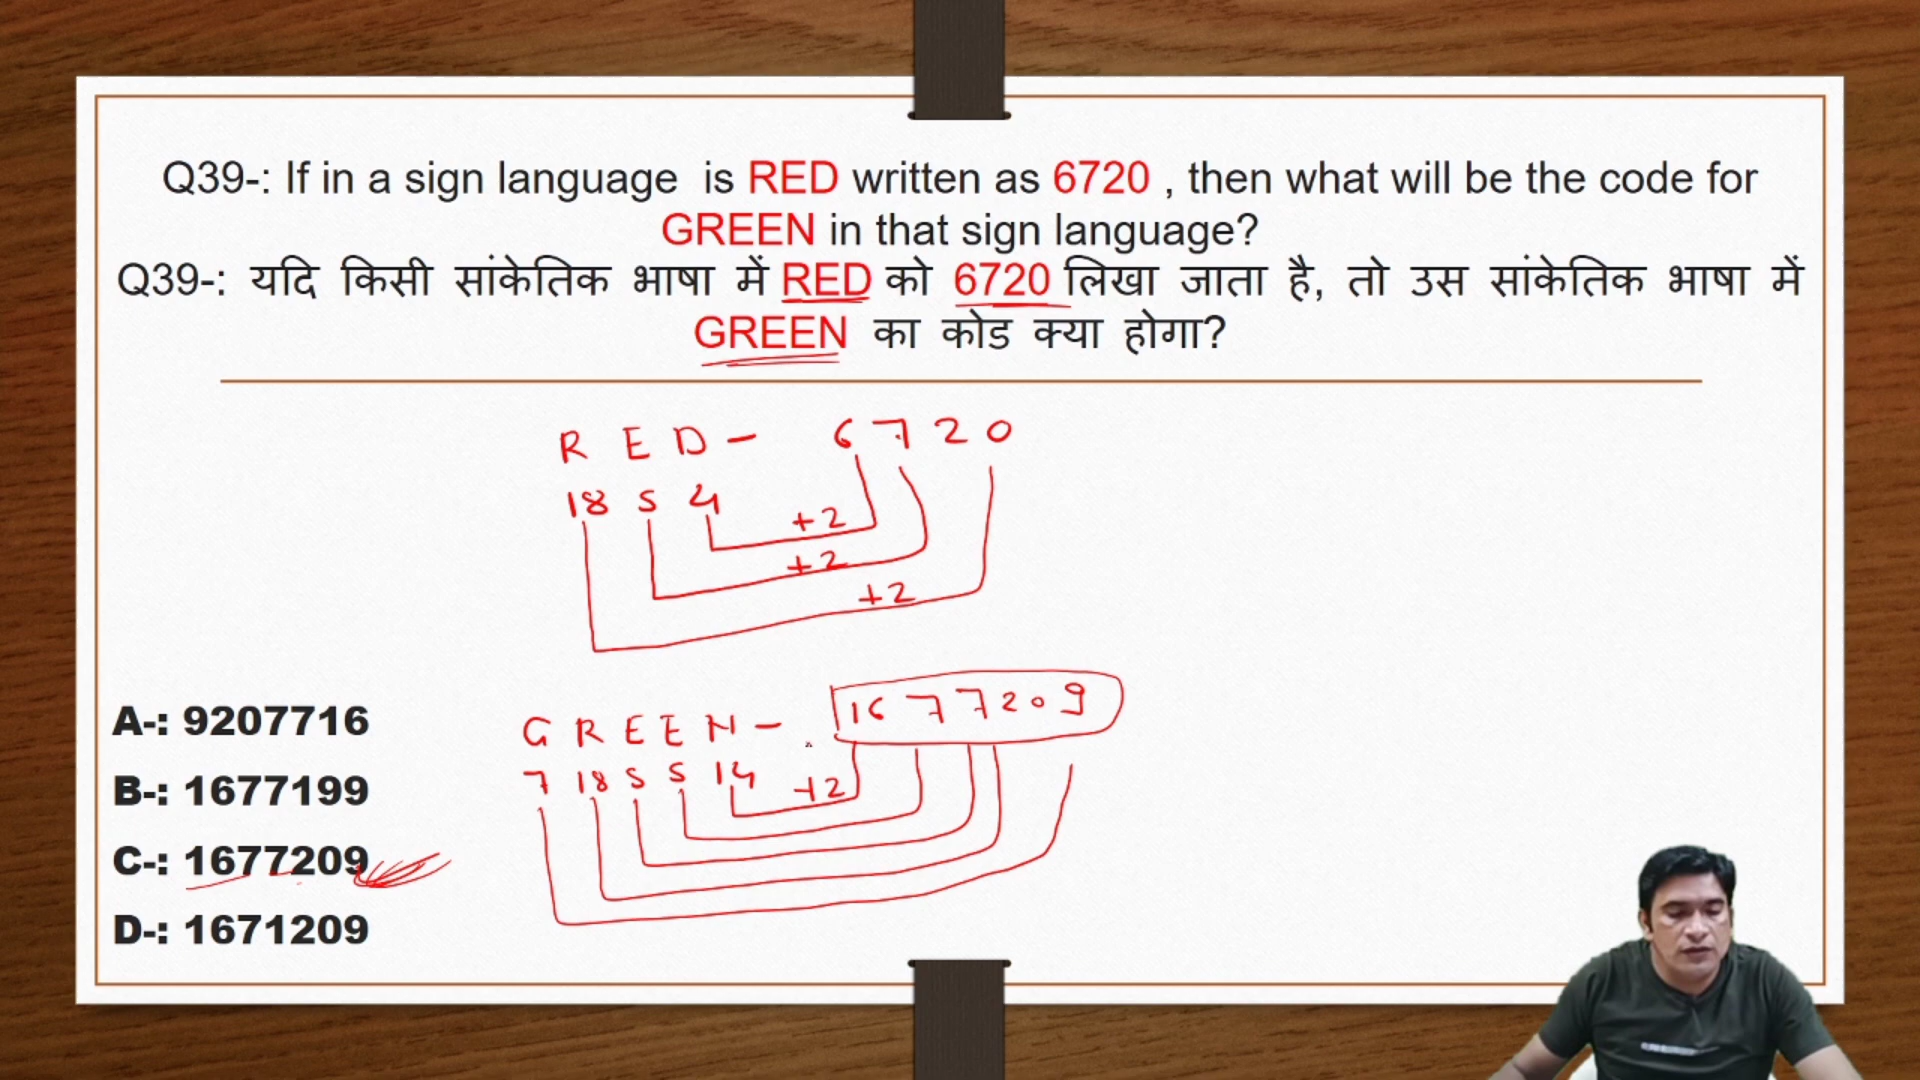 Q39-: If in a sign language is RED written as 6720 , then what will be the code for
GREEN in that sign language?
Q39-: यदि किसी सांकेतिक भाषा में RED को 6720 लिखा जाता है, तो उस सांकेतिक भाषा में
GREEN का कोड क्या होगा?
R E D - 6 7 2 0
18 5 4
+2
+2
+2
A-: 9207716
B-: 1677199
C-: 1677209
D-: 1671209
G R E E N - 16 7 7 2 0 9
7 18 5 5 14 +2